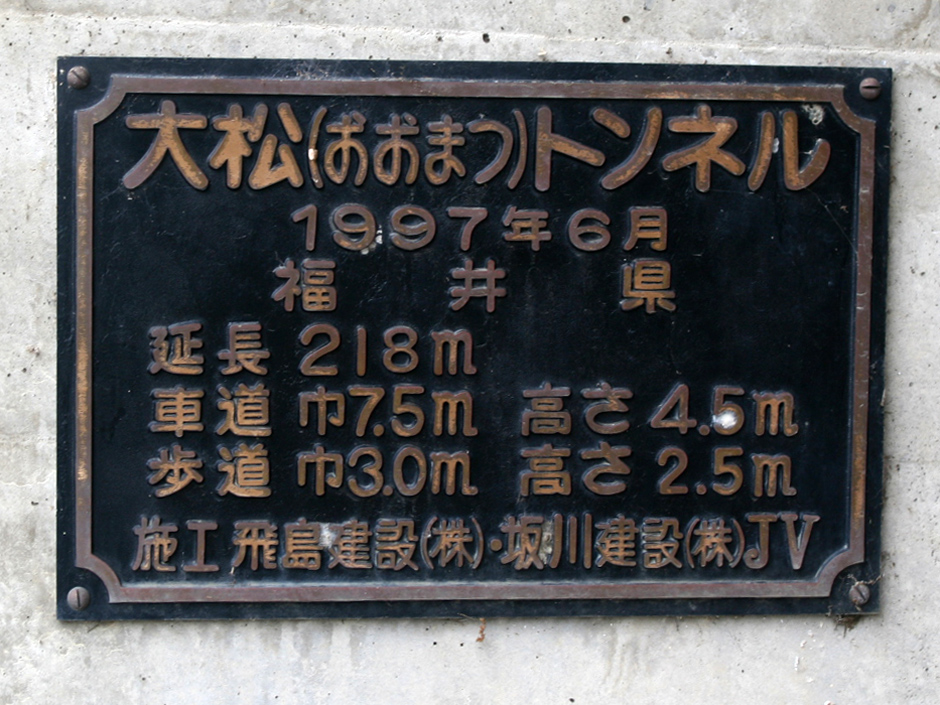 大松(おおまつ)トンネル
1997年6月
福井県
延長 218m
車道 巾7.5m 高さ4.5m
歩道 巾3.0m 高さ2.5m
施工 飛島建設(株)・坂川建設(株)JV